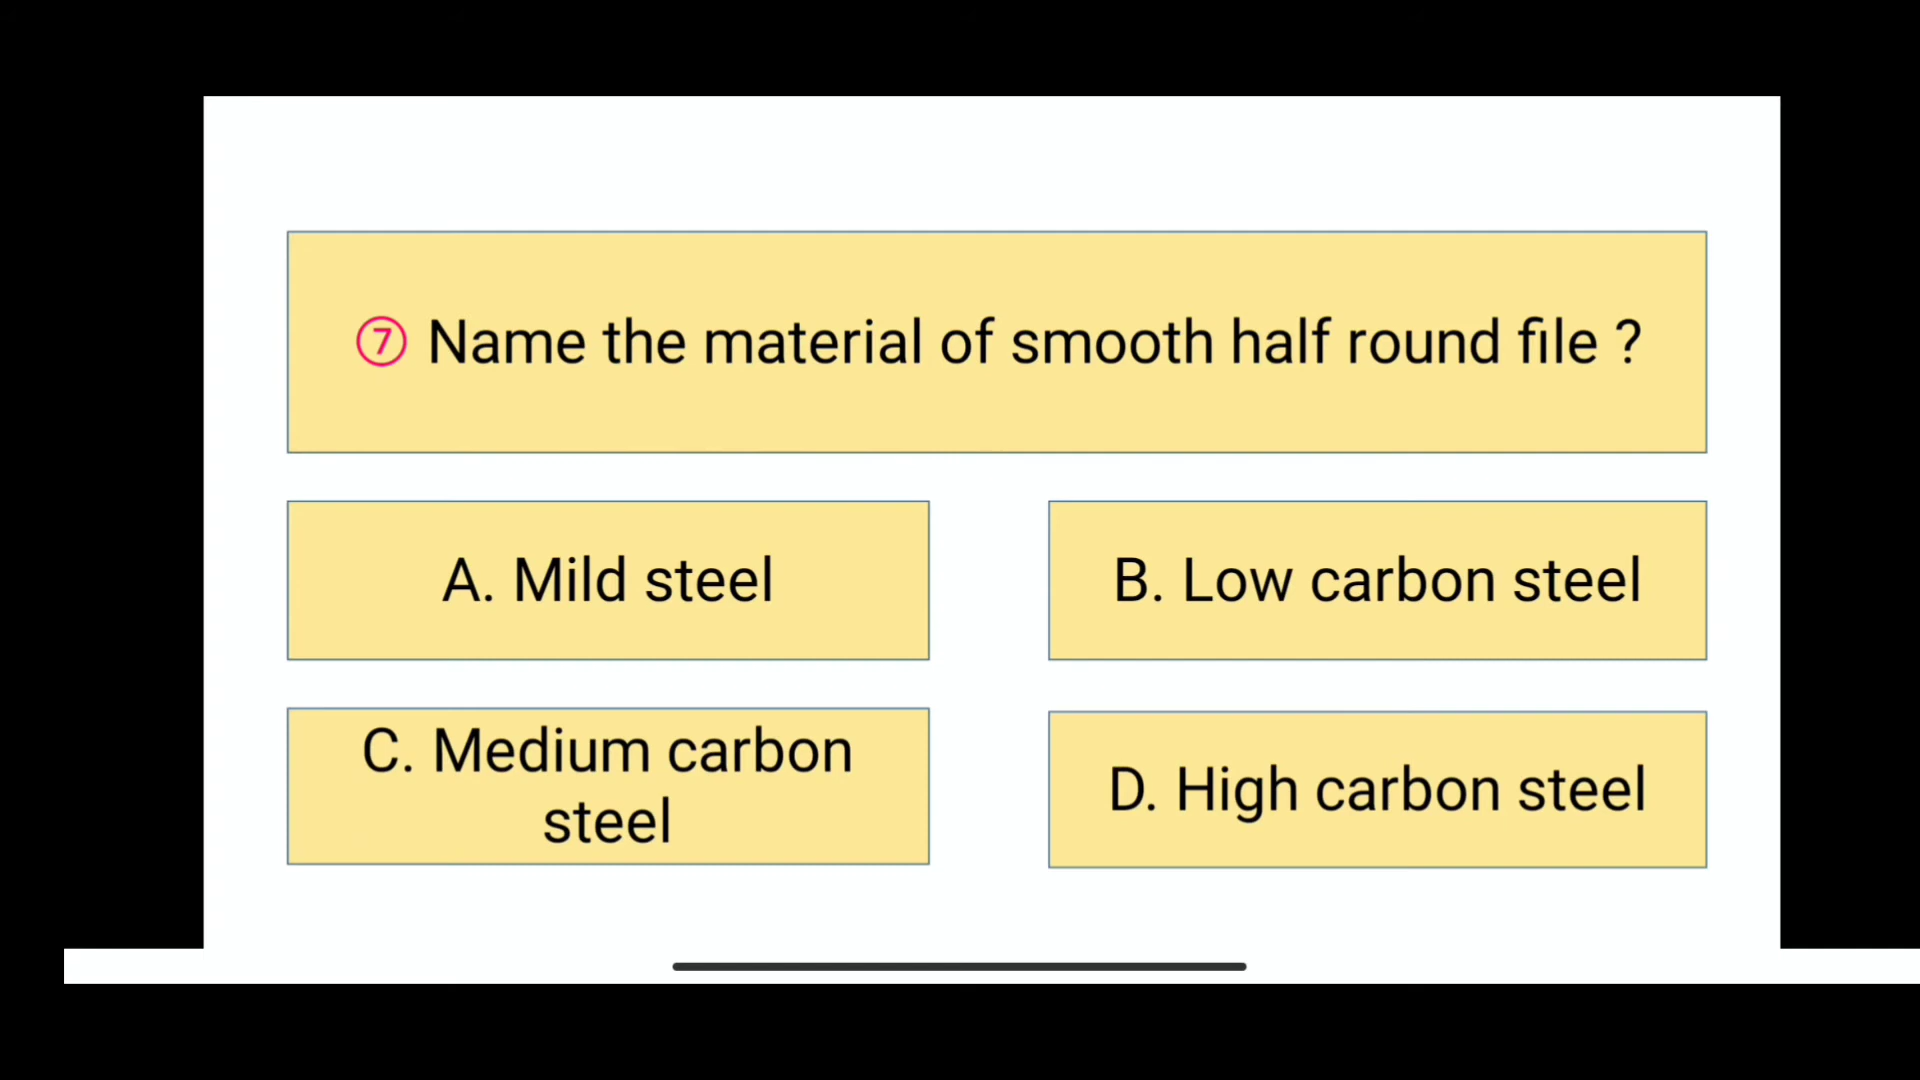 ⑦ Name the material of smooth half round file ?
A. Mild steel
B. Low carbon steel
C. Medium carbon
steel
D. High carbon steel